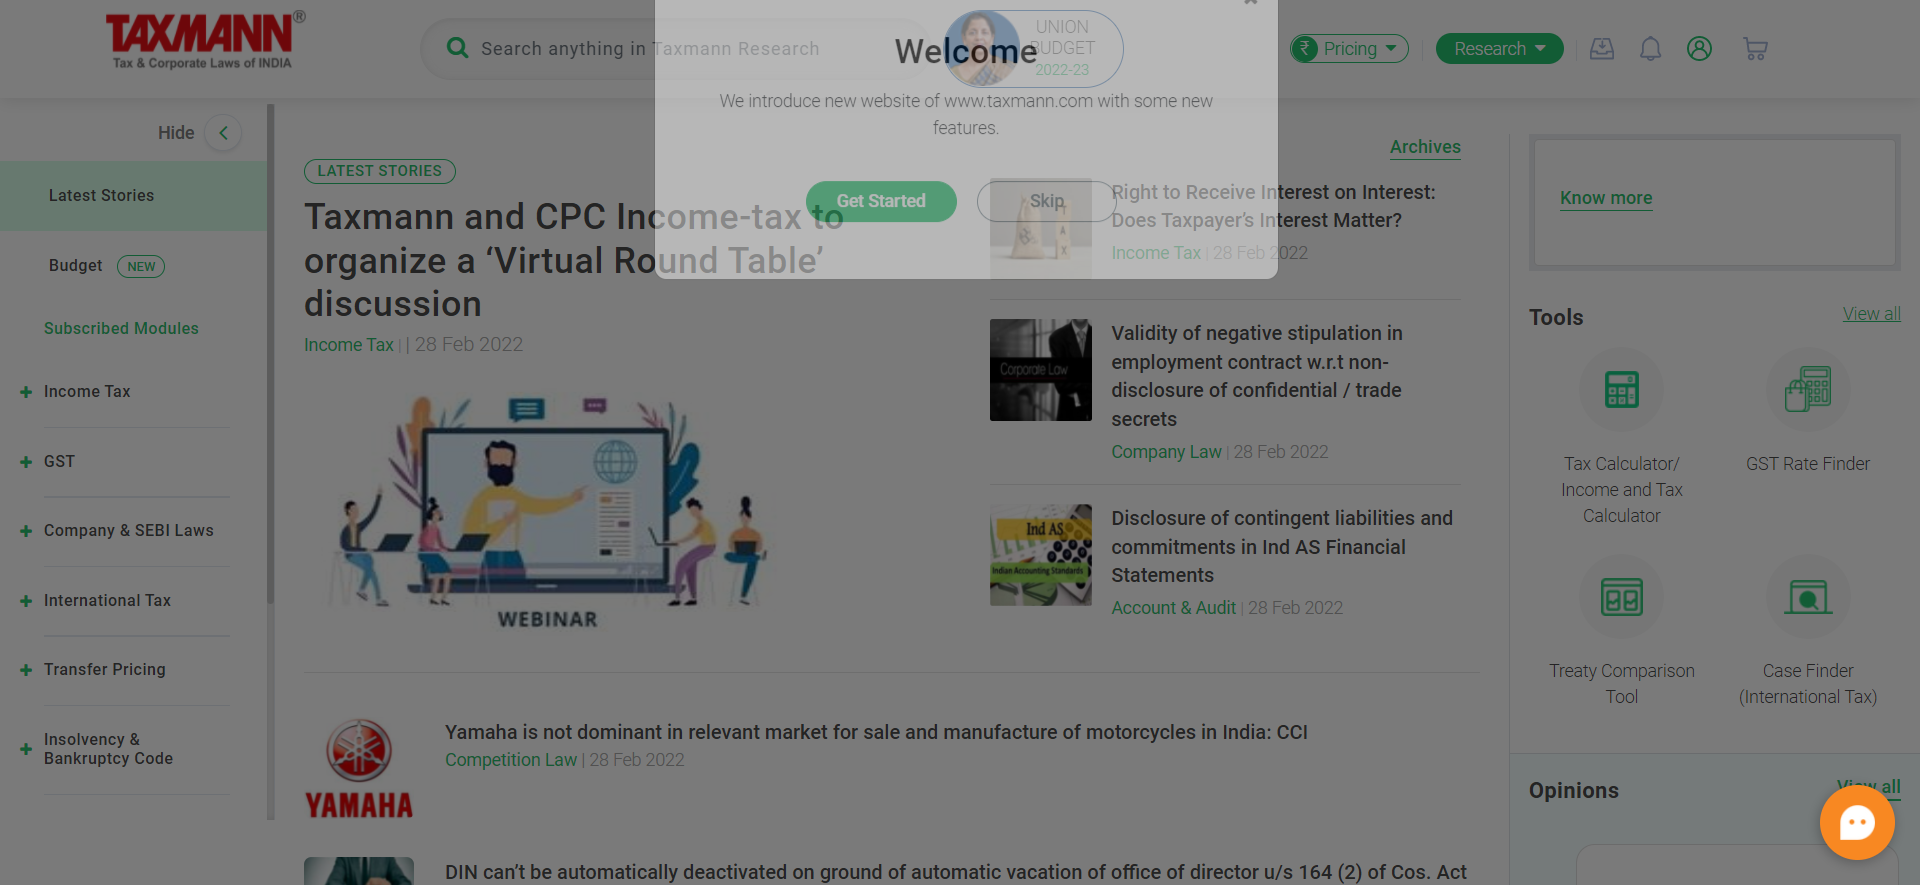 TAXMANN®
Tax & Corporate Laws of INDIA
Search anything in Taxmann Research
UNION
BUDGET
2022-23
Pricing
Research
Welcome
We introduce new website of www.taxmann.com with some new
features.
Get Started
Skip
Hide
Latest Stories
Budget NEW
Subscribed Modules
Income Tax
GST
Company & SEBI Laws
International Tax
Transfer Pricing
Insolvency &
Bankruptcy Code
LATEST STORIES
Taxmann and CPC Income-tax to
organize a ‘Virtual Round Table’
discussion
Income Tax | | 28 Feb 2022
WEBINAR
Archives
Right to Receive Interest on Interest:
Does Taxpayer’s Interest Matter?
Income Tax | 28 Feb 2022
TAX
Corporate Law
Validity of negative stipulation in
employment contract w.r.t non-
disclosure of confidential / trade
secrets
Company Law | 28 Feb 2022
Ind AS
Indian Accounting Standards
Disclosure of contingent liabilities and
commitments in Ind AS Financial
Statements
Account & Audit | 28 Feb 2022
YAMAHA
Yamaha is not dominant in relevant market for sale and manufacture of motorcycles in India: CCI
Competition Law | 28 Feb 2022
DIN can’t be automatically deactivated on ground of automatic vacation of office of director u/s 164 (2) of Cos. Act
Know more
Tools
View all
Tax Calculator/
Income and Tax
Calculator
GST Rate Finder
Treaty Comparison
Tool
Case Finder
(International Tax)
Opinions
View all